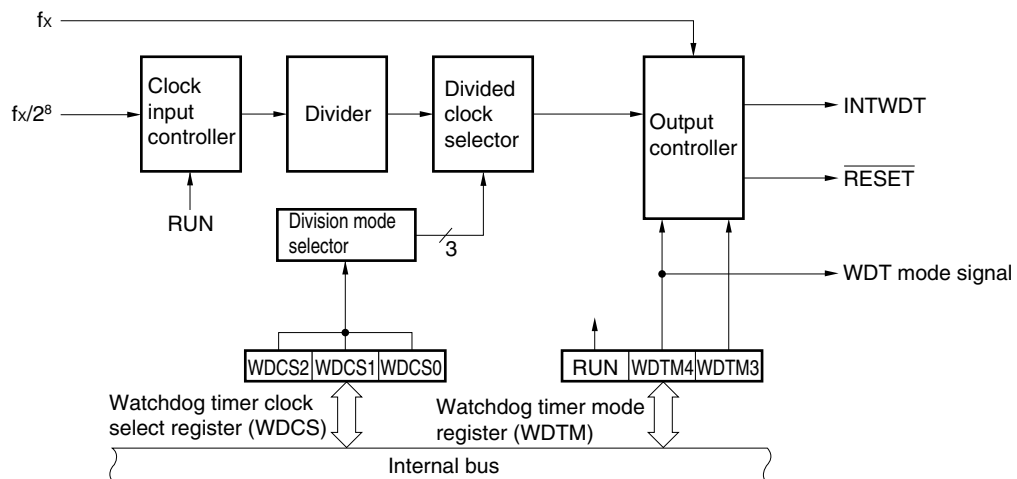 fx
Clock
input
controller
Divider
Divided
clock
selector
Output
controller
fx/2⁸
INTWDT
RESET
RUN
Division mode
selector
3
WDT mode signal
WDCS2 WDCS1 WDCS0
RUN WDTM4 WDTM3
Watchdog timer clock
select register (WDCS)
Watchdog timer mode
register (WDTM)
Internal bus